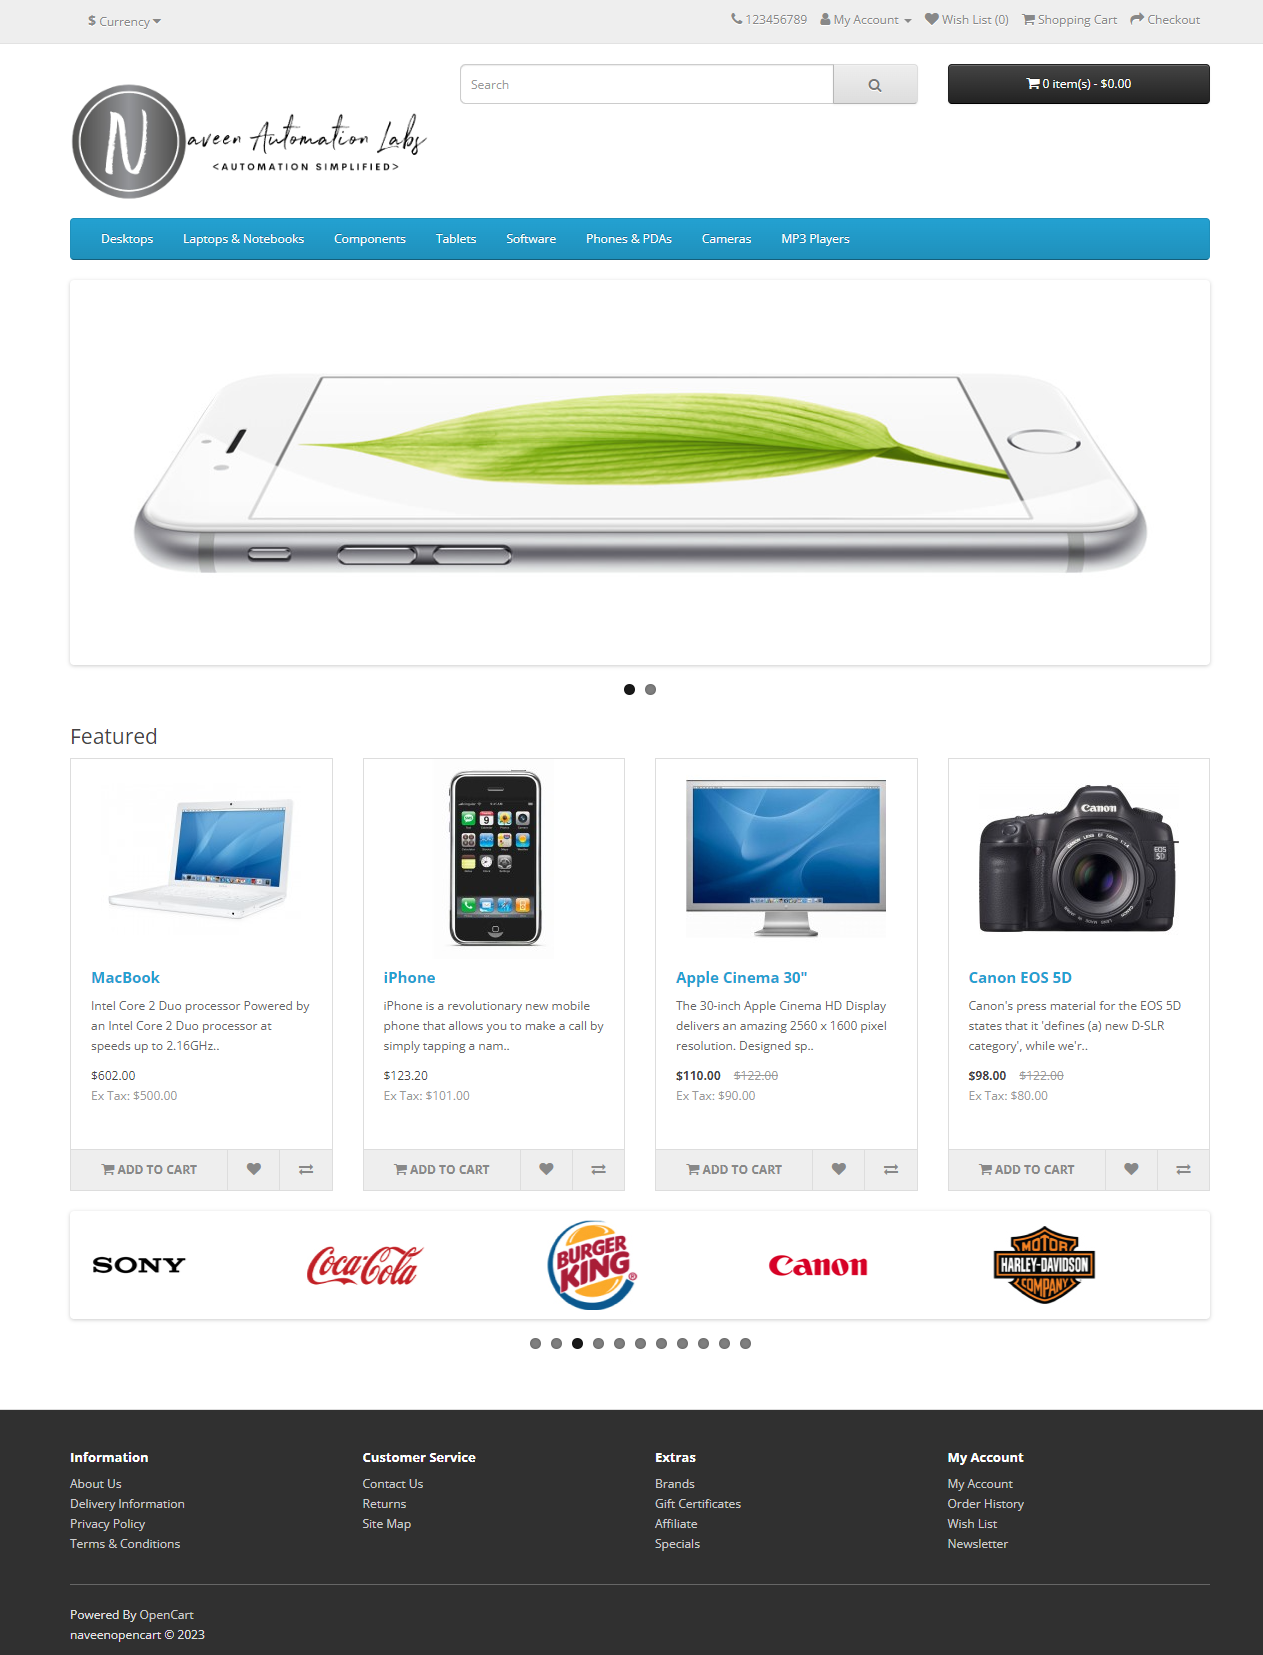 $ Currency
123456789 My Account Wish List (0) Shopping Cart Checkout
Search
0 item(s) - $0.00
N
aveen Automation Labs
<AUTOMATION SIMPLIFIED>
Desktops Laptops & Notebooks Components Tablets Software Phones & PDAs Cameras MP3 Players
Featured
Canon
EOS
5D
MacBook
Intel Core 2 Duo processor Powered by
an Intel Core 2 Duo processor at
speeds up to 2.16GHz..
$602.00
Ex Tax: $500.00
ADD TO CART
iPhone
iPhone is a revolutionary new mobile
phone that allows you to make a call by
simply tapping a nam..
$123.20
Ex Tax: $101.00
ADD TO CART
Apple Cinema 30"
The 30-inch Apple Cinema HD Display
delivers an amazing 2560 x 1600 pixel
resolution. Designed sp..
$110.00 $122.00
Ex Tax: $90.00
ADD TO CART
Canon EOS 5D
Canon's press material for the EOS 5D
states that it 'defines (a) new D-SLR
category', while we'r..
$98.00 $122.00
Ex Tax: $80.00
ADD TO CART
SONY
Coca-Cola
BURGER
KING
Canon
MOTOR
HARLEY-DAVIDSON
COMPANY
Information
About Us
Delivery Information
Privacy Policy
Terms & Conditions
Customer Service
Contact Us
Returns
Site Map
Extras
Brands
Gift Certificates
Affiliate
Specials
My Account
My Account
Order History
Wish List
Newsletter
Powered By OpenCart
naveenopencart © 2023